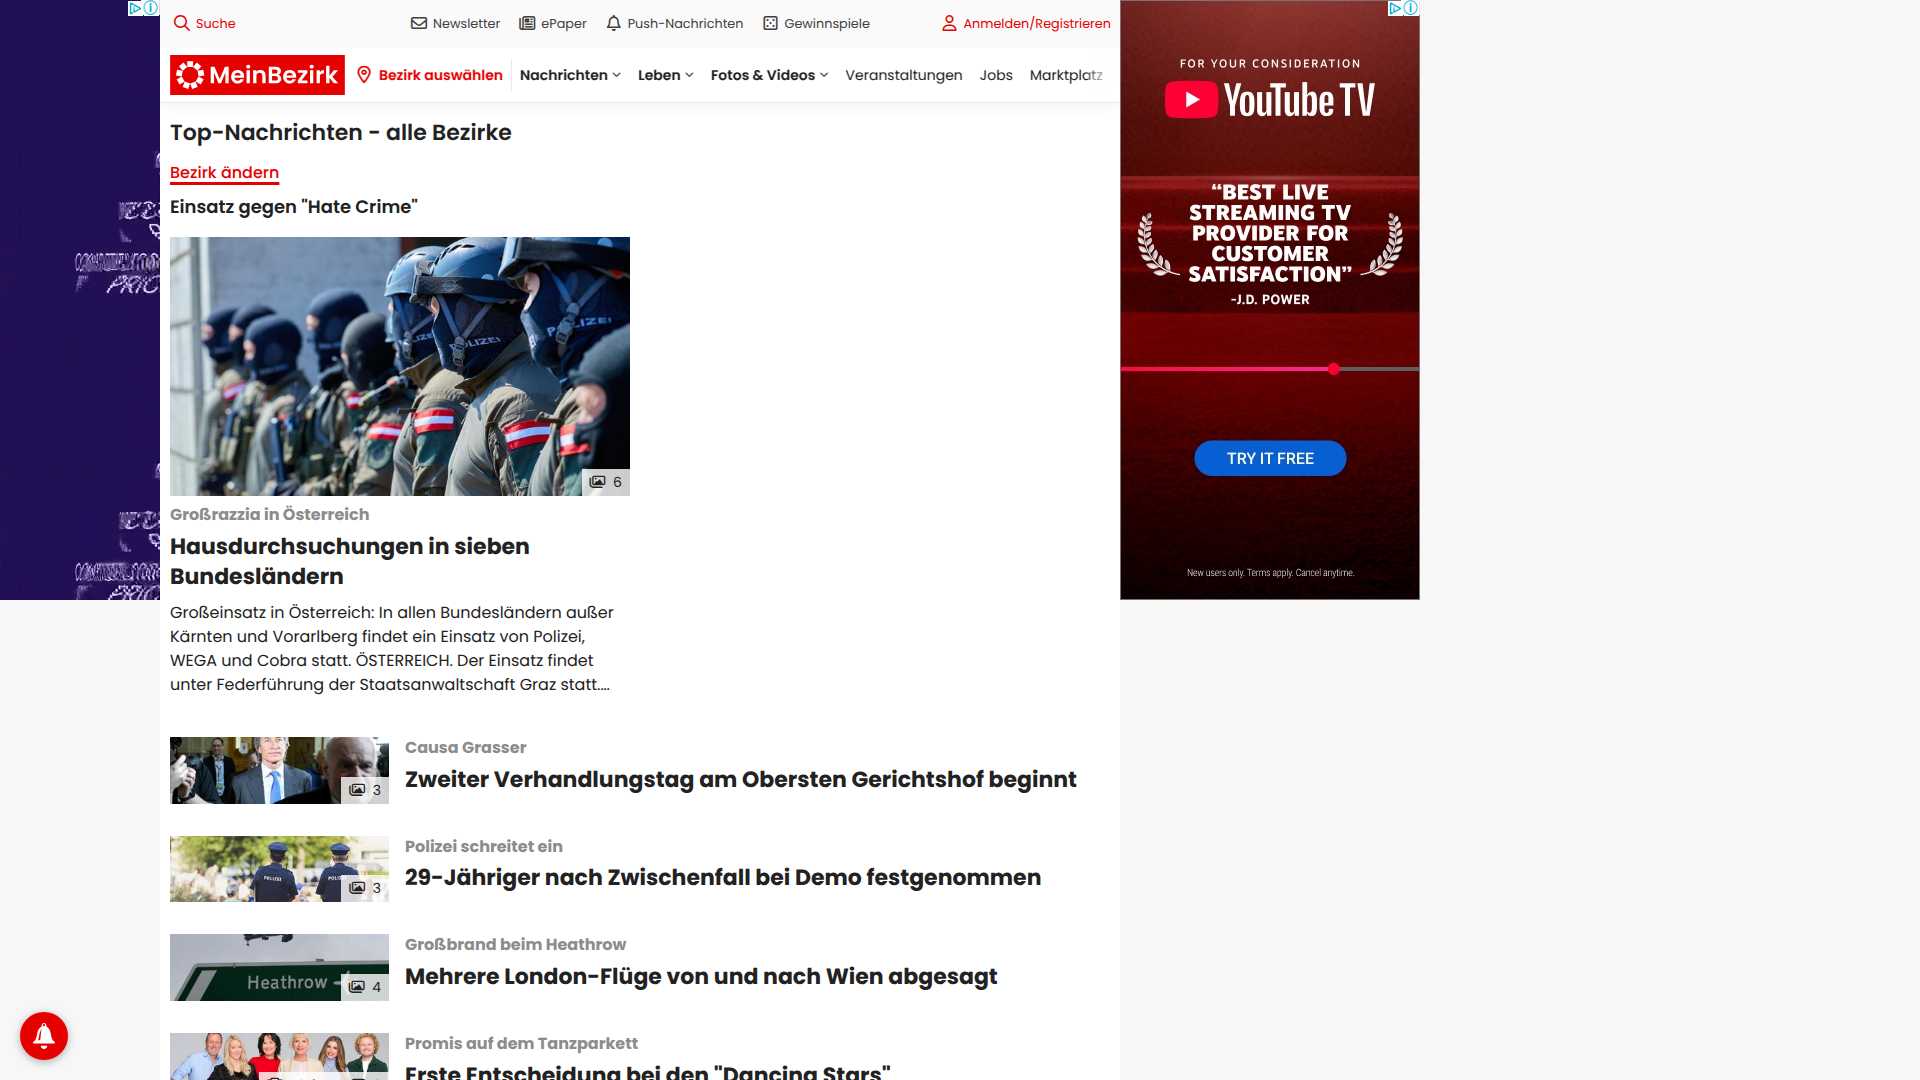 Suche
Newsletter
ePaper
Push-Nachrichten
Gewinnspiele
Anmelden/Registrieren
MeinBezirk
Bezirk auswählen
Nachrichten
Leben
Fotos & Videos
Veranstaltungen
Jobs
Marktplatz
Top-Nachrichten - alle Bezirke
Bezirk ändern
Einsatz gegen "Hate Crime"
POLIZEI
6
Großrazzia in Österreich
Hausdurchsuchungen in sieben
Bundesländern
Großeinsatz in Österreich: In allen Bundesländern außer
Kärnten und Vorarlberg findet ein Einsatz von Polizei,
WEGA und Cobra statt. ÖSTERREICH. Der Einsatz findet
unter Federführung der Staatsanwaltschaft Graz statt....
3
Causa Grasser
Zweiter Verhandlungstag am Obersten Gerichtshof beginnt
3
Polizei schreitet ein
29-Jähriger nach Zwischenfall bei Demo festgenommen
Heathrow
4
Großbrand beim Heathrow
Mehrere London-Flüge von und nach Wien abgesagt
Promis auf dem Tanzparkett
Erste Entscheidung bei den "Dancing Stars"
FOR YOUR CONSIDERATION
YouTube TV
“BEST LIVE
STREAMING TV
PROVIDER FOR
CUSTOMER
SATISFACTION”
-J.D. POWER
TRY IT FREE
New users only. Terms apply. Cancel anytime.